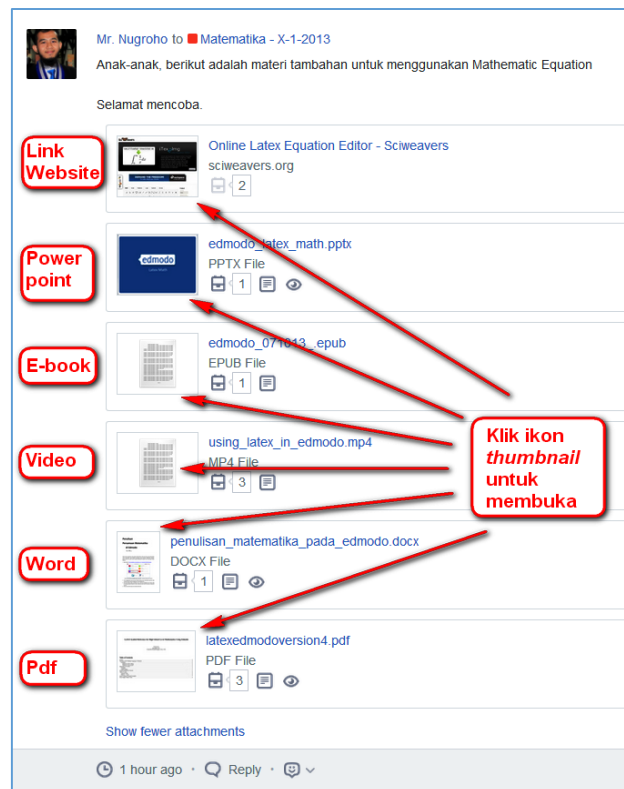 Mr. Nugroho to Matematika - X-1-2013
Anak-anak, berikut adalah materi tambahan untuk menggunakan Mathematic Equation
Selamat mencoba.
Link
Website
Online Latex Equation Editor - Sciweavers
sciweavers.org
2
Power
point
edmodo
edmodo_latex_math.pptx
PPTX File
1
E-book
edmodo_071013_.epub
EPUB File
1
Video
using_latex_in_edmodo.mp4
MP4 File
3
Klik ikon
thumbnail
untuk
membuka
Word
penulisan_matematika_pada_edmodo.docx
DOCX File
1
Pdf
latexedmodoversion4.pdf
PDF File
3
Show fewer attachments
1 hour ago · Reply ·